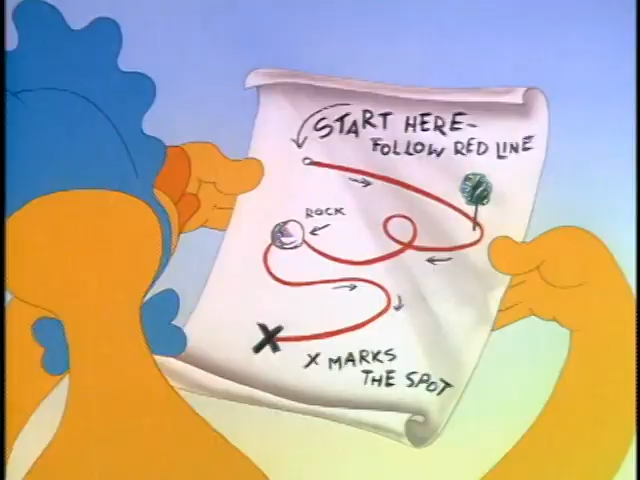 START HERE-
FOLLOW RED LINE
ROCK
X MARKS
THE SPOT